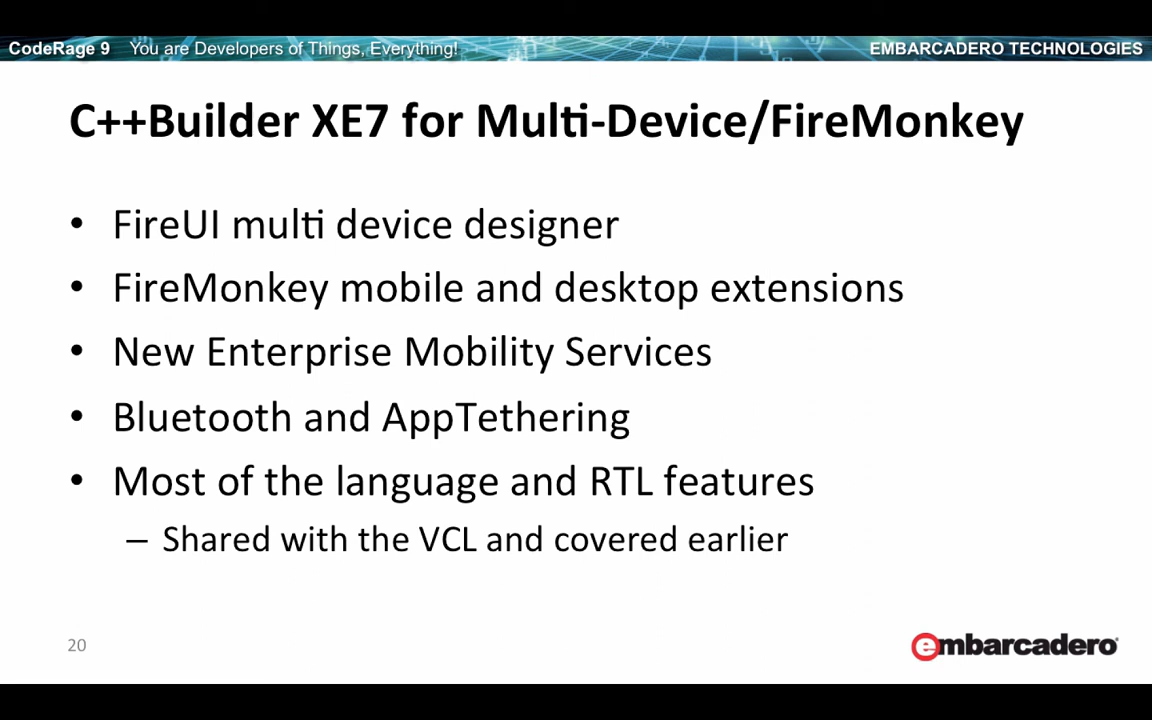 CodeRage 9 You are Developers of Things, Everything! EMBARCADERO TECHNOLOGIES
C++Builder XE7 for Multi-Device/FireMonkey
• FireUI multi device designer
• FireMonkey mobile and desktop extensions
• New Enterprise Mobility Services
• Bluetooth and AppTethering
• Most of the language and RTL features
– Shared with the VCL and covered earlier
20 embarcadero